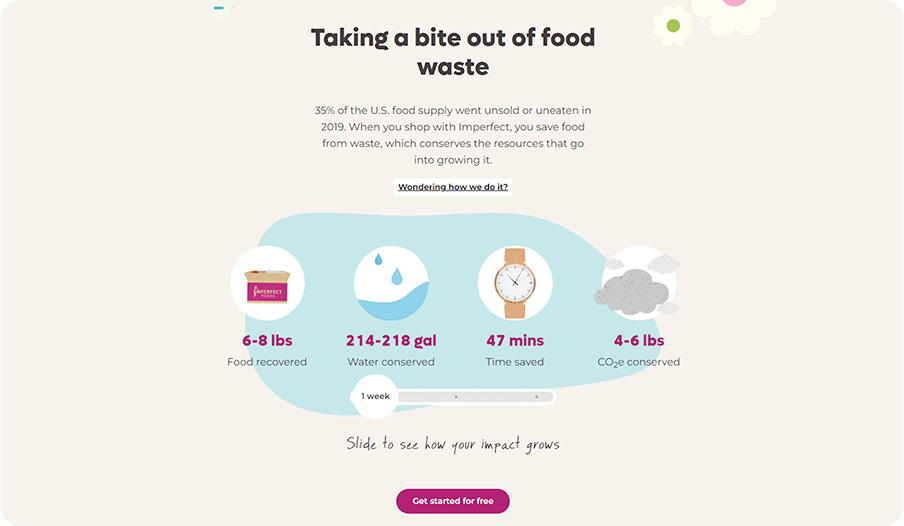 Taking a bite out of food
waste
35% of the U.S. food supply went unsold or uneaten in
2019. When you shop with Imperfect, you save food
from waste, which conserves the resources that go
into growing it.
Wondering how we do it?
IMPERFECT
FOODS
6-8 lbs
Food recovered
214-218 gal
Water conserved
47 mins
Time saved
4-6 lbs
CO₂e conserved
1 week
Slide to see how your impact grows
Get started for free